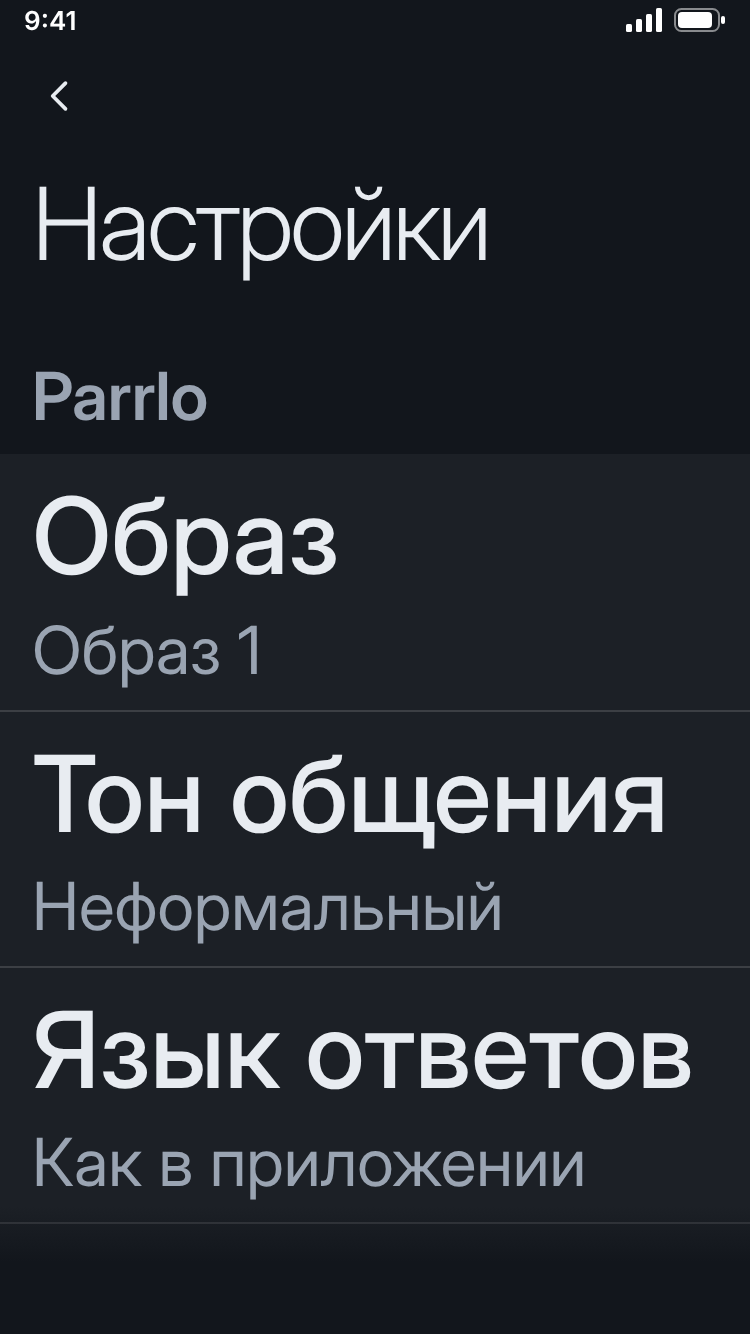 9:41
Настройки
Parrlo
Образ
Образ 1
Тон общения
Неформальный
Язык ответов
Как в приложении